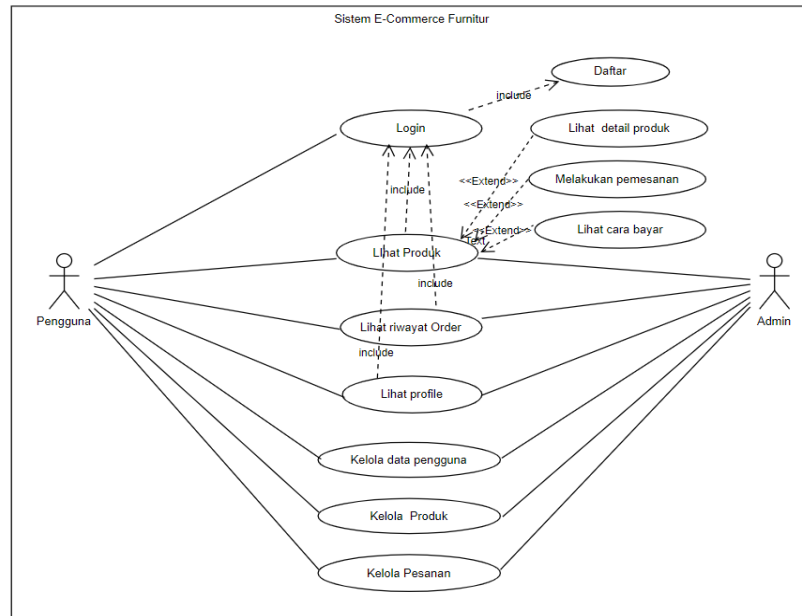 Sistem E-Commerce Furnitur
Daftar
include
Login
Lihat detail produk
<<Extend>>
Melakukan pemesanan
include
<<Extend>>
Lihat cara bayar
<<Extend>>
Text
LIhat Produk
include
Pengguna
Admin
Lihat riwayat Order
include
Lihat profile
Kelola data pengguna
Kelola Produk
Kelola Pesanan